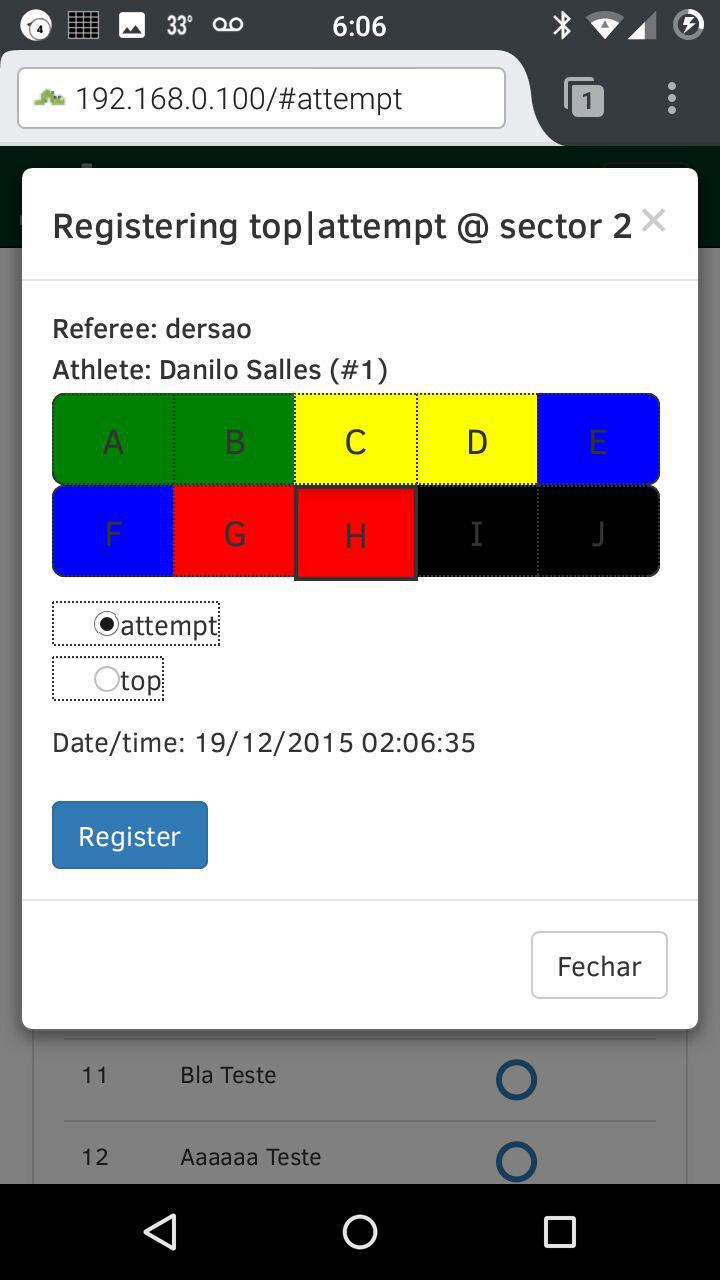 4 33° 6:06
192.168.0.100/#attempt 1
Registering top|attempt @ sector 2 ×
Referee: dersao
Athlete: Danilo Salles (#1)
A B C D E
F G H I J
attempt
top
Date/time: 19/12/2015 02:06:35
Register
Fechar
11 Bla Teste
12 Aaaaaa Teste